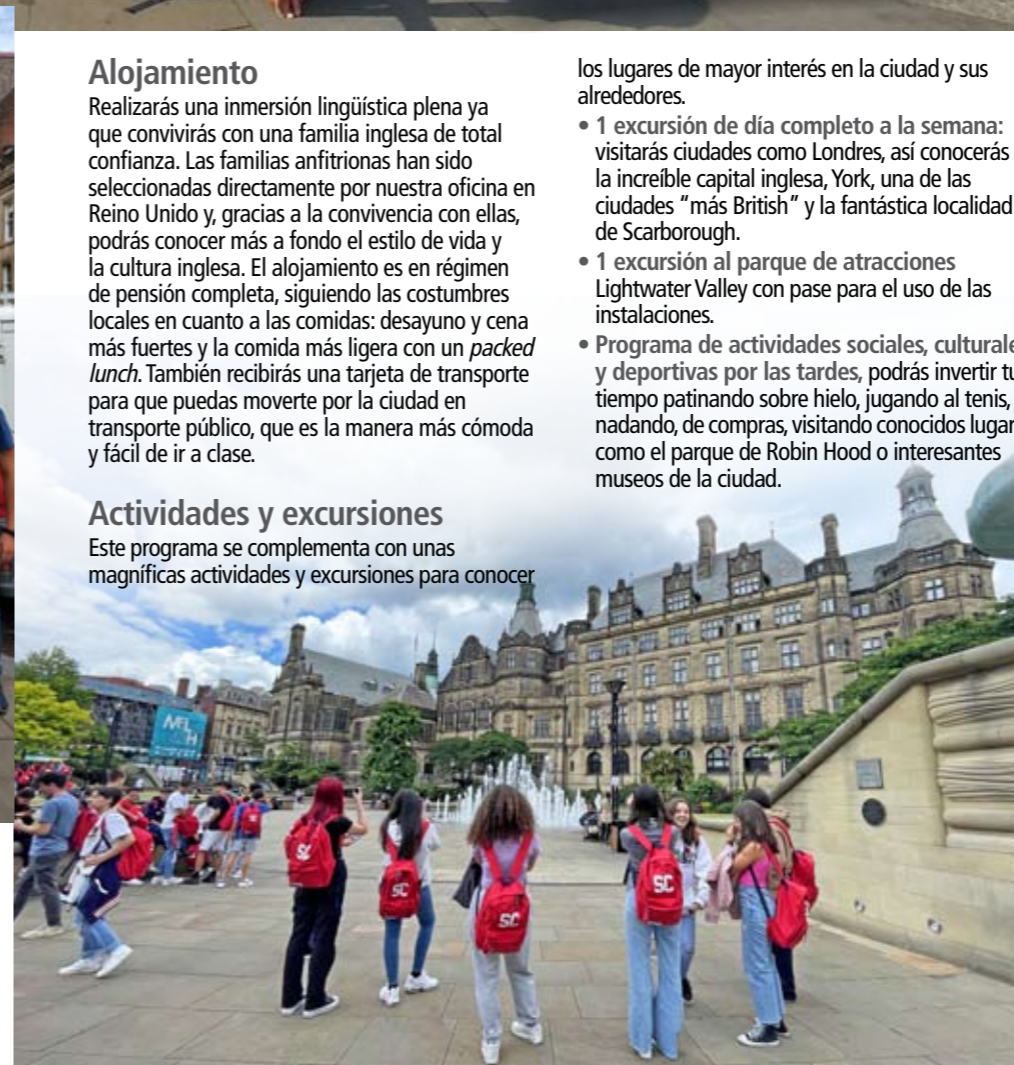 Alojamiento
Realizarás una inmersión lingüística plena ya
que convivirás con una familia inglesa de total
confianza. Las familias anfitrionas han sido
seleccionadas directamente por nuestra oficina en
Reino Unido y, gracias a la convivencia con ellas,
podrás conocer más a fondo el estilo de vida y
la cultura inglesa. El alojamiento es en régimen
de pensión completa, siguiendo las costumbres
locales en cuanto a las comidas: desayuno y cena
más fuertes y la comida más ligera con un packed
lunch. También recibirás una tarjeta de transporte
para que puedas moverte por la ciudad en
transporte público, que es la manera más cómoda
y fácil de ir a clase.
Actividades y excursiones
Este programa se complementa con unas
magníficas actividades y excursiones para conocer
los lugares de mayor interés en la ciudad y sus
alrededores.
• 1 excursión de día completo a la semana:
visitarás ciudades como Londres, así conocerás
la increíble capital inglesa, York, una de las
ciudades “más British” y la fantástica localidad
de Scarborough.
• 1 excursión al parque de atracciones
Lightwater Valley con pase para el uso de las
instalaciones.
• Programa de actividades sociales, culturale
y deportivas por las tardes, podrás invertir tu
tiempo patinando sobre hielo, jugando al tenis,
nadando, de compras, visitando conocidos lugar
como el parque de Robin Hood o interesantes
museos de la ciudad.
SC
SC
SC
SC